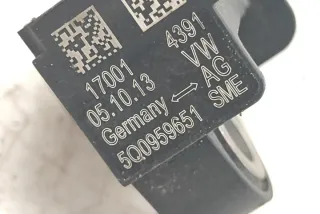 17001 4391
05.10.13 VW
Germany ⟷ AG
5Q0959651 SME